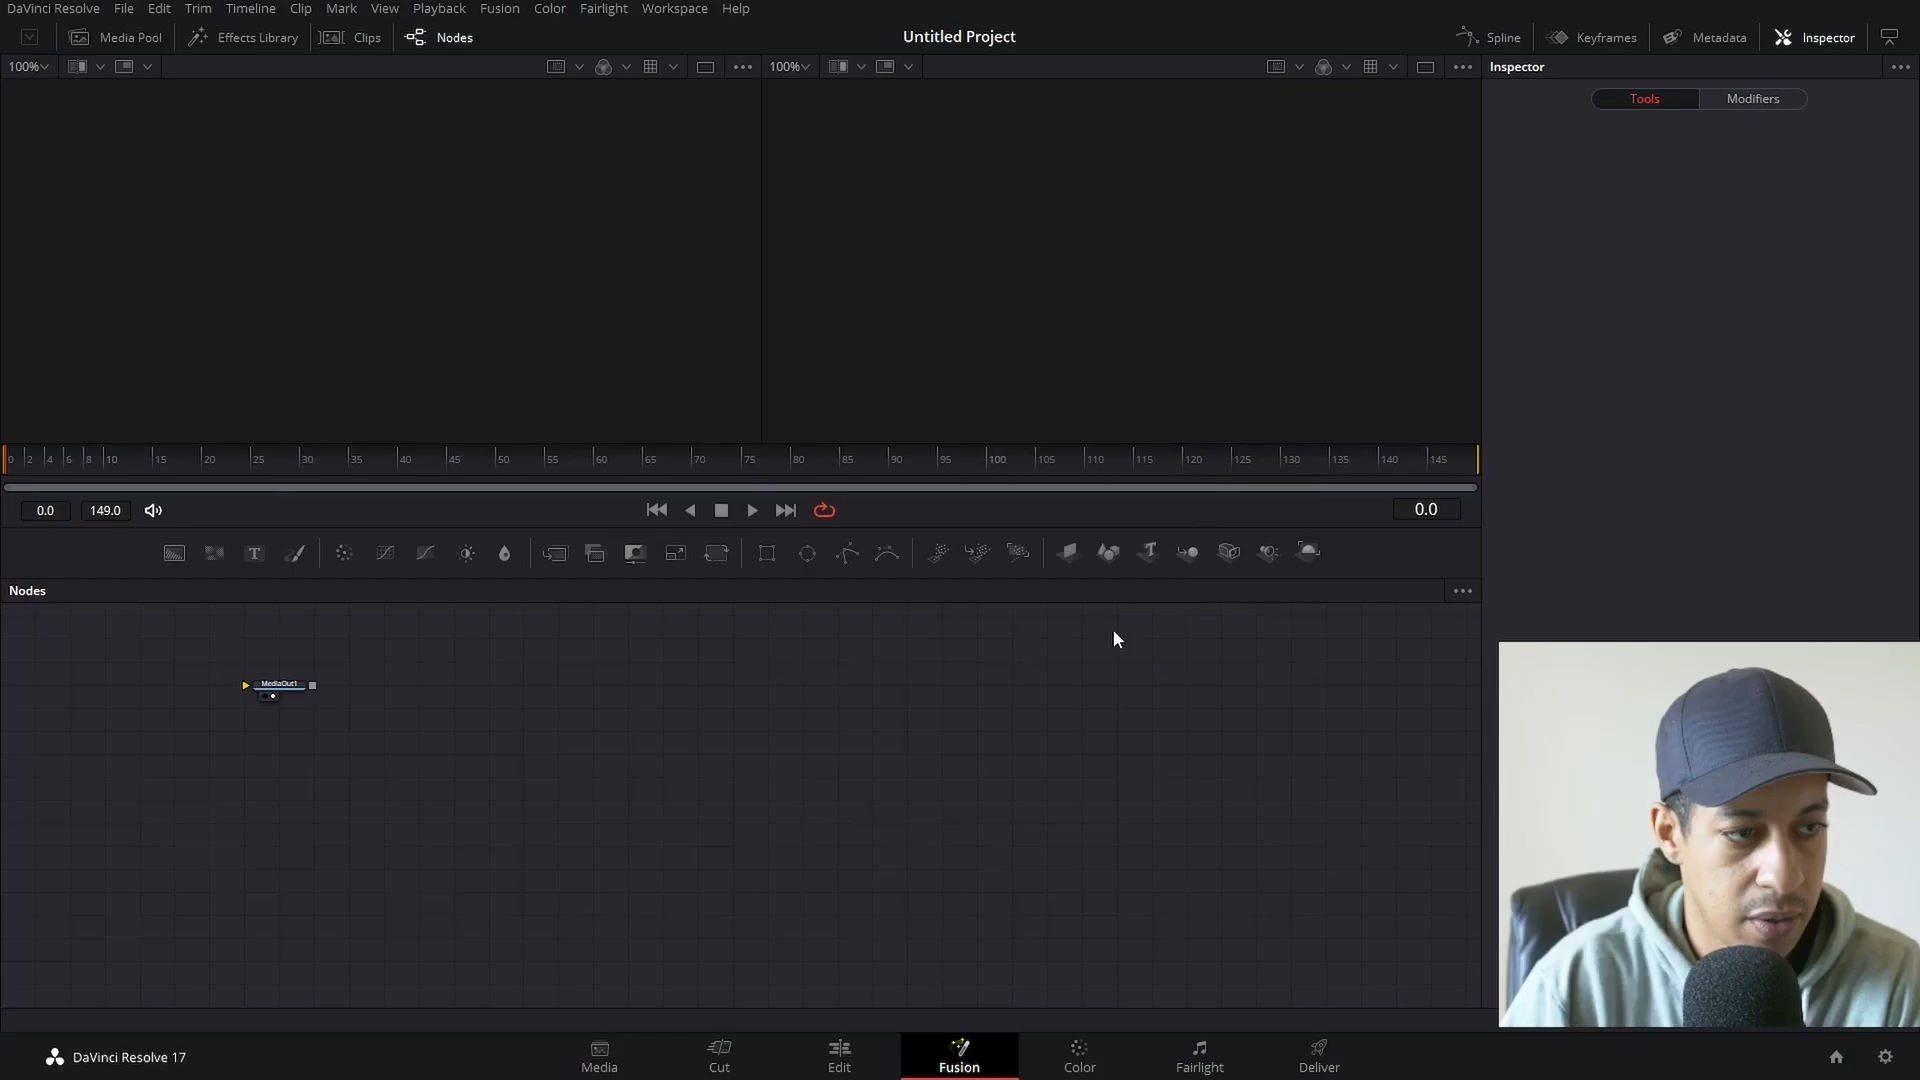 DaVinci Resolve File Edit Trim Timeline Clip Mark View Playback Fusion Color Fairlight Workspace Help
Media Pool Effects Library Clips Nodes Untitled Project Spline Keyframes Metadata Inspector
100% 100% Inspector
Tools Modifiers
0 2 4 6 8 10 15 20 25 30 35 40 45 50 55 60 65 70 75 80 85 90 95 100 105 110 115 120 125 130 135 140 145
0.0 149.0 0.0
T T
Nodes
MediaOut1
DaVinci Resolve 17 Media Cut Edit Fusion Color Fairlight Deliver